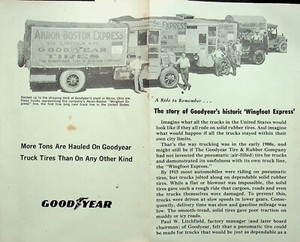 AKRON-BOSTON EXPRESS
GOODYEAR
TIRES
Backed up to the shipping dock of Goodyear's plant in Akron, Ohio are
these trucks representing the company's Akron-Boston "Wingfoot Ex-
press" line, the first true long haul truck line in the United States.
More Tons Are Hauled On Goodyear
Truck Tires Than On Any Other Kind
GOODYEAR
A Ride to Remember . . .
The story of Goodyear's historic 'Wingfoot Express'
Imagine what all the trucks in the United States would
look like if they still rode on solid rubber tires. And imagine
what would happen if all the trucks stayed within their
own city limits.
That's the way trucking was in the early 1900s, and
might still be if The Goodyear Tire & Rubber Company
had not invented the pneumatic (air-filled) tire for trucks
and demonstrated its worth with its own truck line,
the "Wingfoot Express."
By 1915 most automobiles were riding on pneumatic
tires, but trucks jolted along on dependable solid rubber
tires. While a flat or blowout was impossible, the solid
tires gave such a rough ride that cargoes, roads and even
the trucks themselves were damaged. To prevent this,
trucks were driven at slow speeds in lower gears. Conse-
quently, delivery time was slow and gasoline mileage was
low. The smooth-tread, solid tires gave poor traction on
muddy or icy roads.
Paul W. Litchfield, factory manager (and later board
chairman) of Goodyear, felt that a pneumatic tire could
be made for trucks that would be just as dependable as a